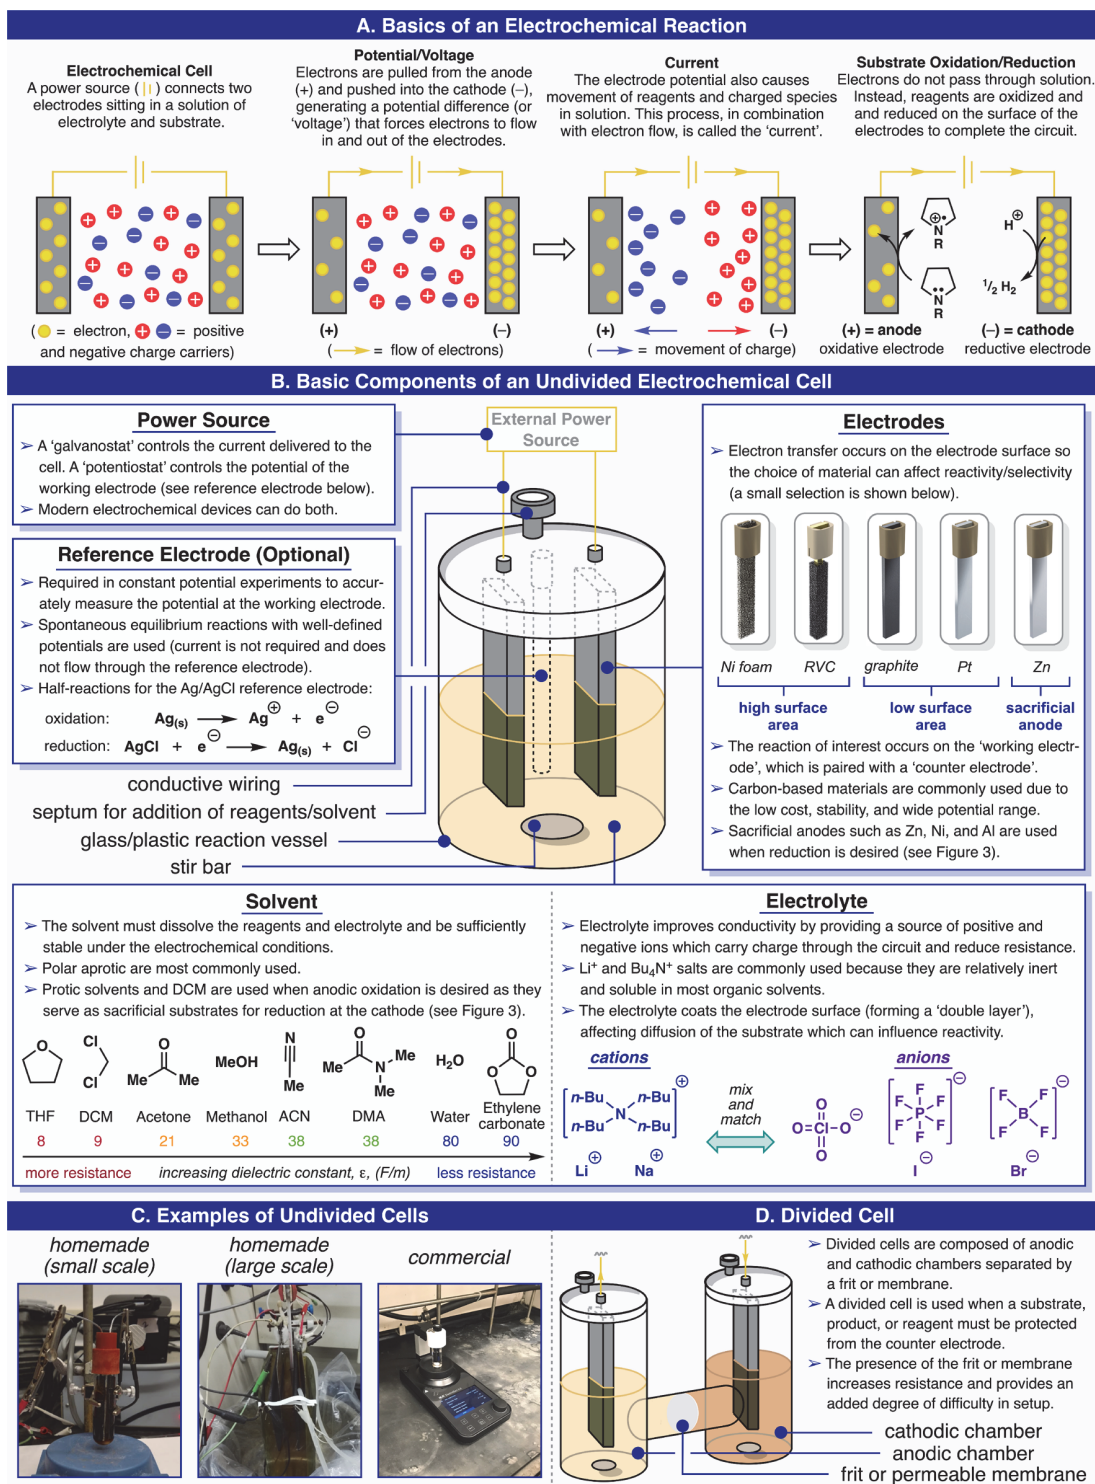 A. Basics of an Electrochemical Reaction
Electrochemical Cell
A power source ( ) connects two
electrodes sitting in a solution of
electrolyte and substrate.
Potential/Voltage
Electrons are pulled from the anode
(+) and pushed into the cathode (–),
generating a potential difference (or
'voltage') that forces electrons to flow
in and out of the electrodes.
Current
The electrode potential also causes
movement of reagents and charged species
in solution. This process, in combination
with electron flow, is called the 'current'.
Substrate Oxidation/Reduction
Electrons do not pass through solution.
Instead, reagents are oxidized and
and reduced on the surface of the
electrodes to complete the circuit.
N
R
N
R
H⊕
1/2 H2
( = electron, + – = positive
and negative charge carriers)
(+) (–)
( = flow of electrons)
(+) (–)
( = movement of charge)
(+) = anode
oxidative electrode
(–) = cathode
reductive electrode
B. Basic Components of an Undivided Electrochemical Cell
Power Source
➢ A 'galvanostat' controls the current delivered to the
cell. A 'potentiostat' controls the potential of the
working electrode (see reference electrode below).
➢ Modern electrochemical devices can do both.
Reference Electrode (Optional)
➢ Required in constant potential experiments to accur-
ately measure the potential at the working electrode.
➢ Spontaneous equilibrium reactions with well-defined
potentials are used (current is not required and does
not flow through the reference electrode).
➢ Half-reactions for the Ag/AgCl reference electrode:
oxidation: Ag(s) → Ag⊕ + e⊖
reduction: AgCl + e⊖ → Ag(s) + Cl⊖
External Power
Source
conductive wiring
septum for addition of reagents/solvent
glass/plastic reaction vessel
stir bar
Electrodes
➢ Electron transfer occurs on the electrode surface so
the choice of material can affect reactivity/selectivity
(a small selection is shown below).
Ni foam RVC graphite Pt Zn
high surface
area
low surface
area
sacrificial
anode
➢ The reaction of interest occurs on the 'working electr-
ode', which is paired with a 'counter electrode'.
➢ Carbon-based materials are commonly used due to
the low cost, stability, and wide potential range.
➢ Sacrificial anodes such as Zn, Ni, and Al are used
when reduction is desired (see Figure 3).
Solvent
➢ The solvent must dissolve the reagents and electrolyte and be sufficiently
stable under the electrochemical conditions.
➢ Polar aprotic are most commonly used.
➢ Protic solvents and DCM are used when anodic oxidation is desired as they
serve as sacrificial substrates for reduction at the cathode (see Figure 3).
O
Cl
Cl
O
Me Me
MeOH
N
Me
O
Me N Me
Me
H2O
O
O O
THF DCM Acetone Methanol ACN DMA Water Ethylene
carbonate
8 9 21 33 38 38 80 90
more resistance increasing dielectric constant, ε, (F/m) less resistance
Electrolyte
➢ Electrolyte improves conductivity by providing a source of positive and
negative ions which carry charge through the circuit and reduce resistance.
➢ Li+ and Bu4N+ salts are commonly used because they are relatively inert
and soluble in most organic solvents.
➢ The electrolyte coats the electrode surface (forming a 'double layer'),
affecting diffusion of the substrate which can influence reactivity.
cations
n-Bu n-Bu ⊕
N
n-Bu n-Bu
Li⊕ Na⊕
mix
and
match
anions
O
O=Cl–O⊖
O
F
F F ⊖
P
F F
F
F F ⊖
B
F F
I⊖ Br⊖
C. Examples of Undivided Cells
homemade
(small scale)
homemade
(large scale)
commercial
D. Divided Cell
➢ Divided cells are composed of anodic
and cathodic chambers separated by
a frit or membrane.
➢ A divided cell is used when a substrate,
product, or reagent must be protected
from the counter electrode.
➢ The presence of the frit or membrane
increases resistance and provides an
added degree of difficulty in setup.
cathodic chamber
anodic chamber
frit or permeable membrane